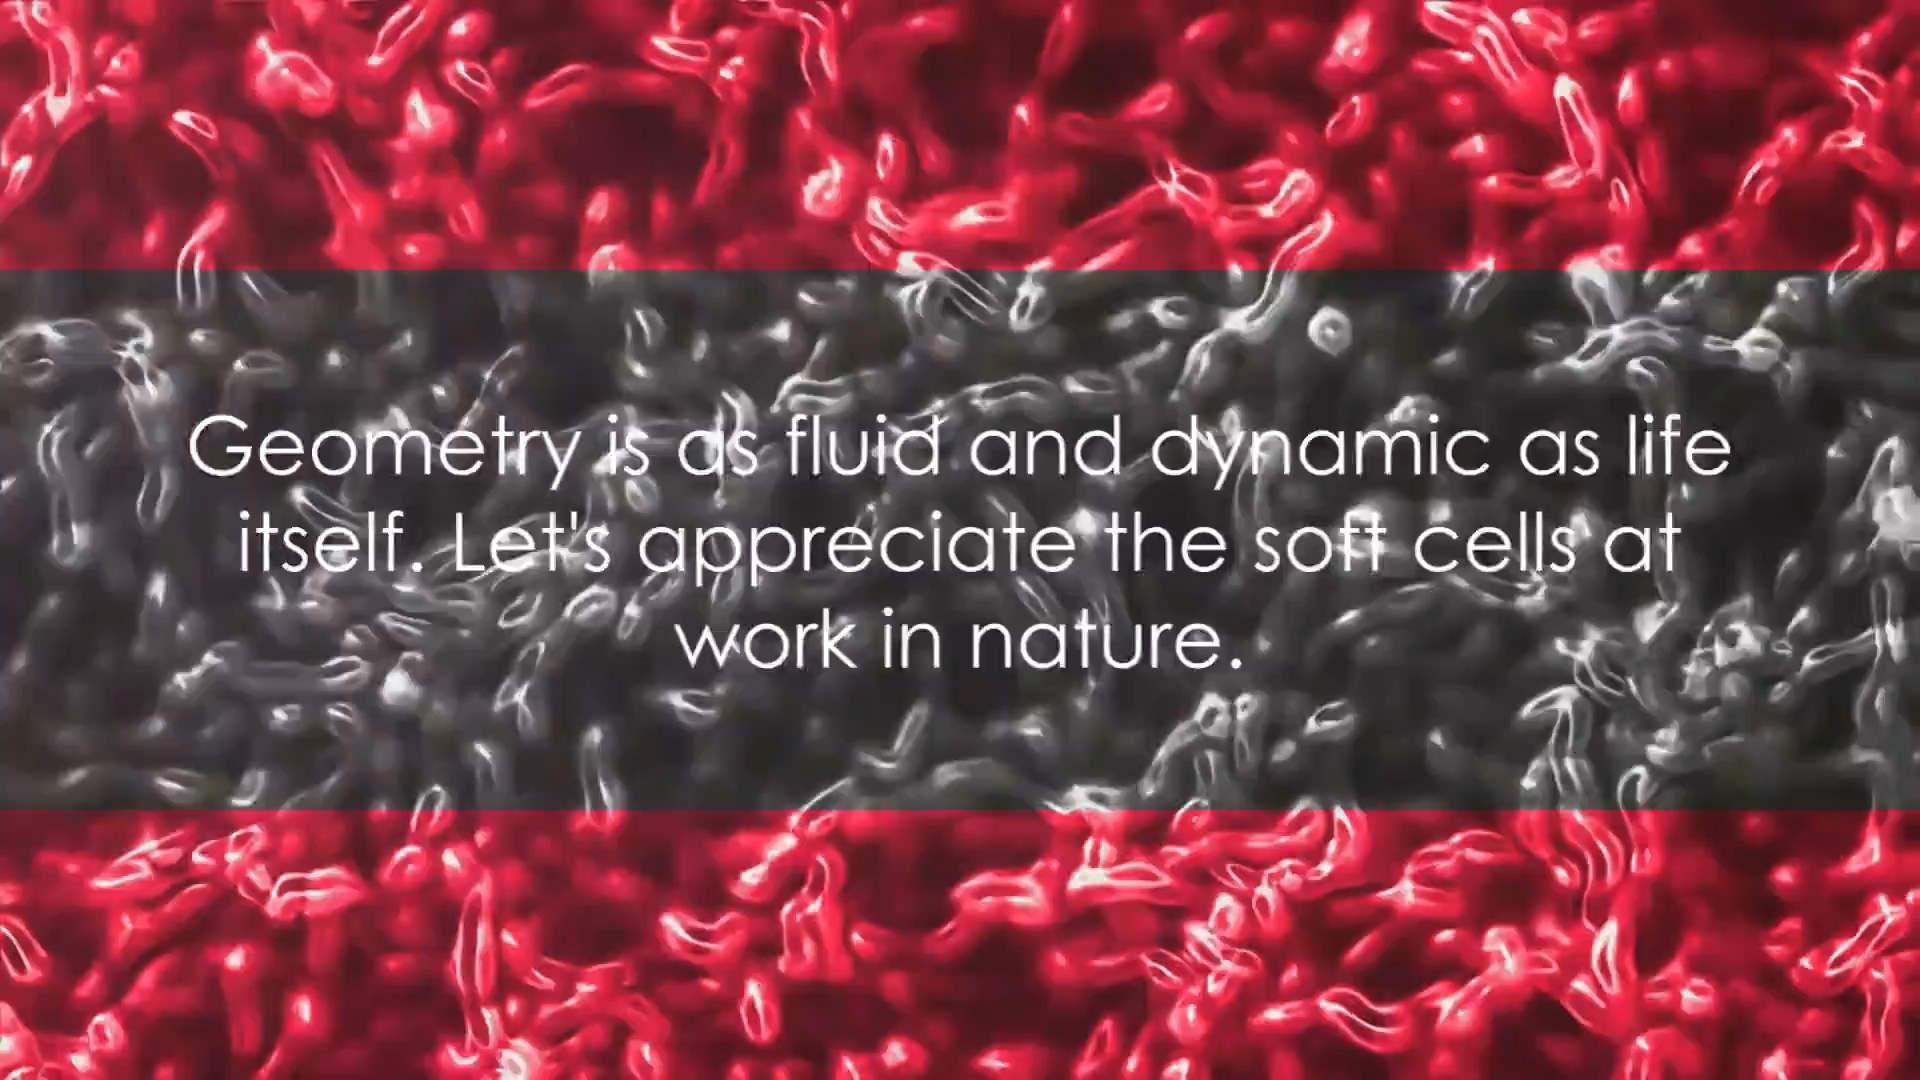 Geometry is as fluid and dynamic as life
itself. Let's appreciate the soft cells at
work in nature.